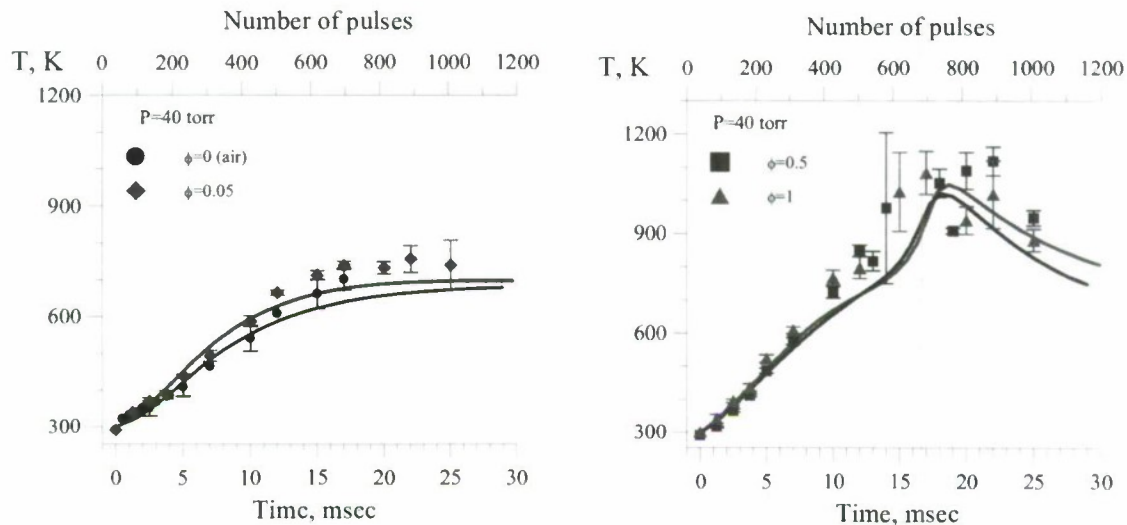 Number of pulses
T, K 0 200 400 600 800 1000 1200
1200
900
600
300
P=40 torr
ϕ=0 (air)
ϕ=0.05
0 5 10 15 20 25 30
Time, msec
Number of pulses
T, K 0 200 400 600 800 1000 1200
1200
900
600
300
P=40 torr
ϕ=0.5
ϕ=1
0 5 10 15 20 25 30
Time, msec